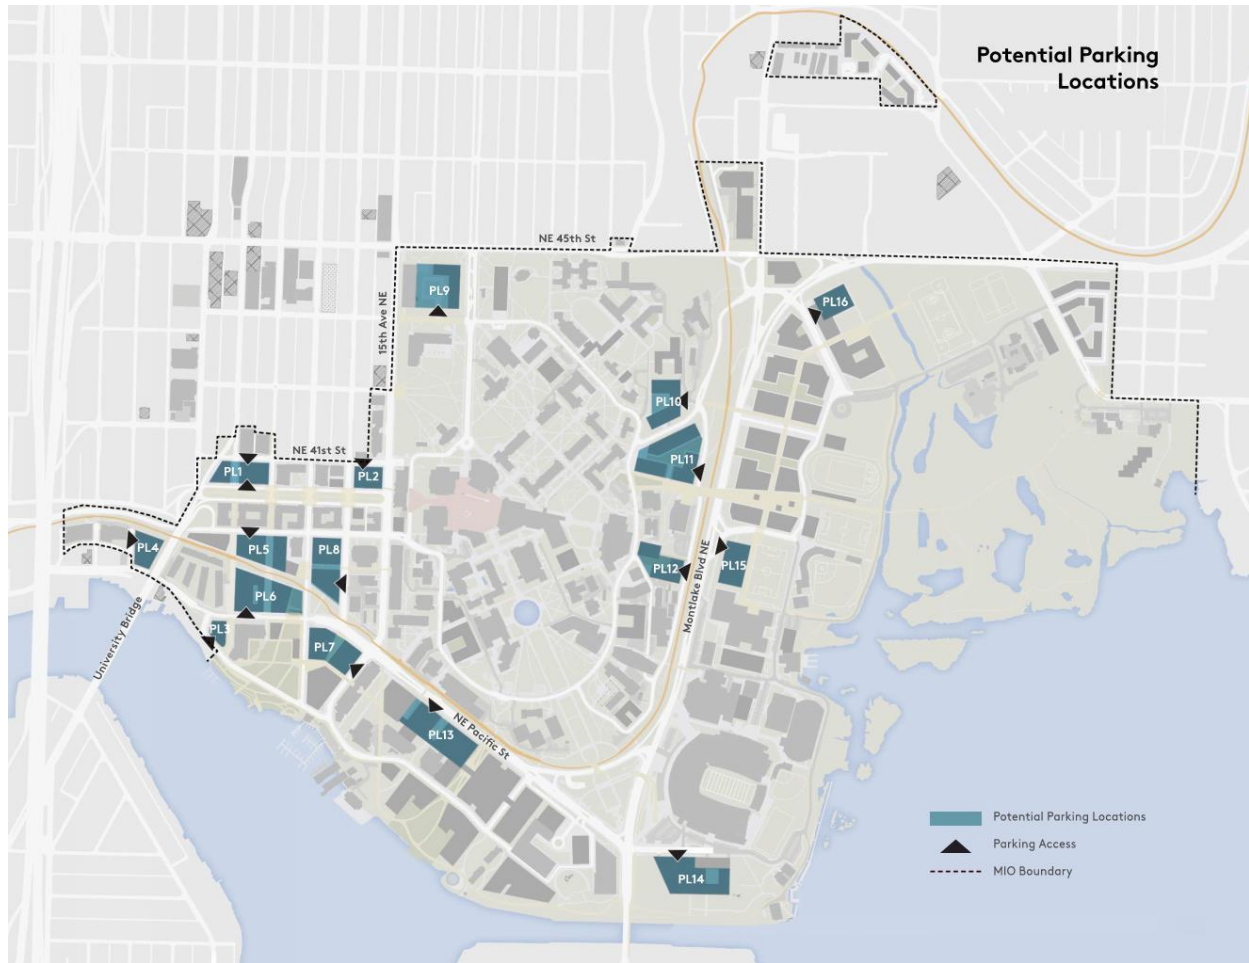 Potential Parking
Locations
NE 45th St
15th Ave NE
PL9
PL16
PL10
NE 41st St
PL1
PL2
PL11
PL4
PL5
PL8
PL12
PL15
Montlake Blvd NE
PL6
University Bridge
PL3
PL7
PL13
NE Pacific St
PL14
Potential Parking Locations
Parking Access
MIO Boundary